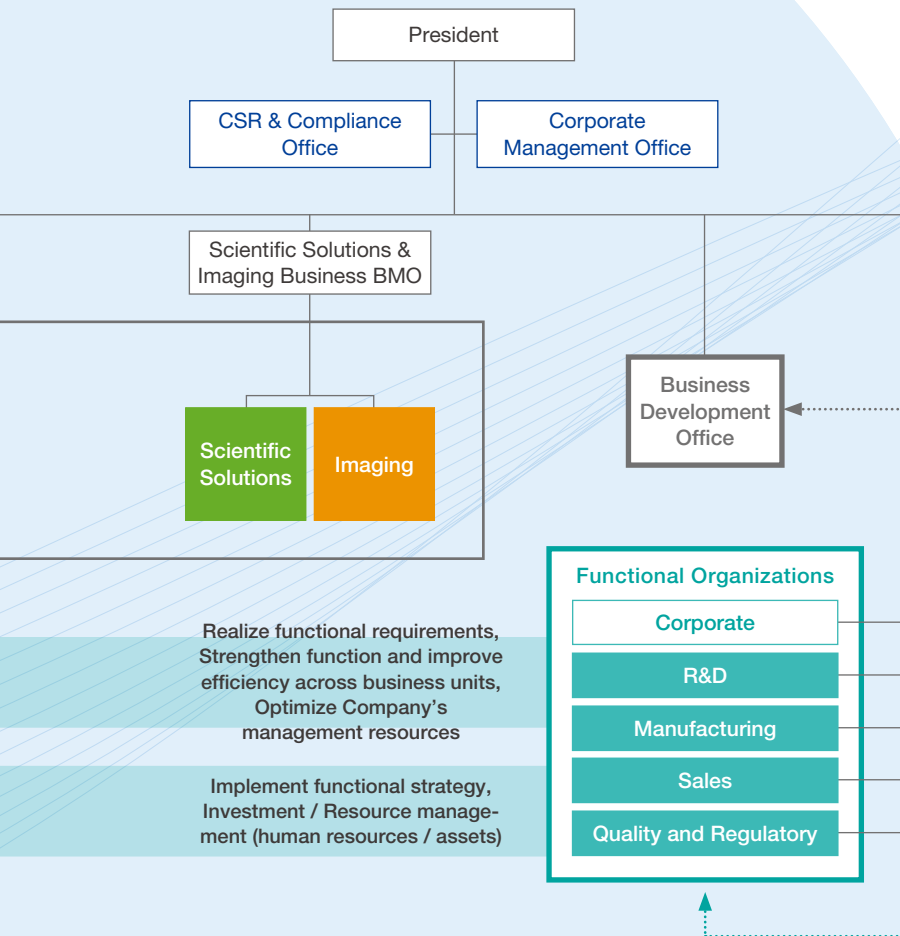 President
CSR & Compliance
Office
Corporate
Management Office
Scientific Solutions &
Imaging Business BMO
Business
Development
Office
Scientific
Solutions
Imaging
Functional Organizations
Corporate
R&D
Manufacturing
Sales
Quality and Regulatory
Realize functional requirements,
Strengthen function and improve
efficiency across business units,
Optimize Company's
management resources
Implement functional strategy,
Investment / Resource manage-
ment (human resources / assets)